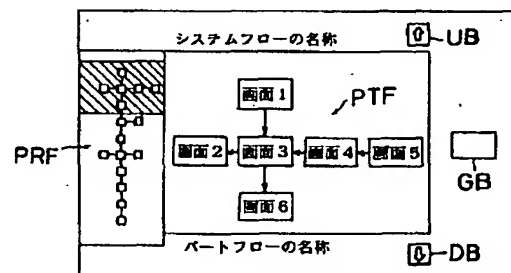 システムフローの名称
UB
画面1
PTF
PRF
画面2
画面3
画面4
画面5
GB
画面6
パートフローの名称
DB